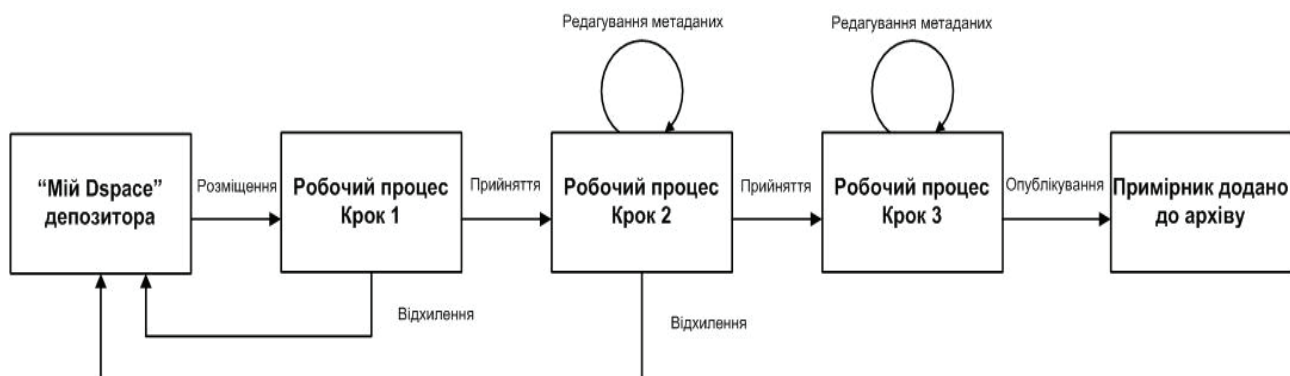 Редагування метаданих
Редагування метаданих
“Мій Dspace”
депозитора
Розміщення
Робочий процес
Крок 1
Прийняття
Робочий процес
Крок 2
Прийняття
Робочий процес
Крок 3
Опублікування
Примірник додано
до архіву
Відхилення
Відхилення